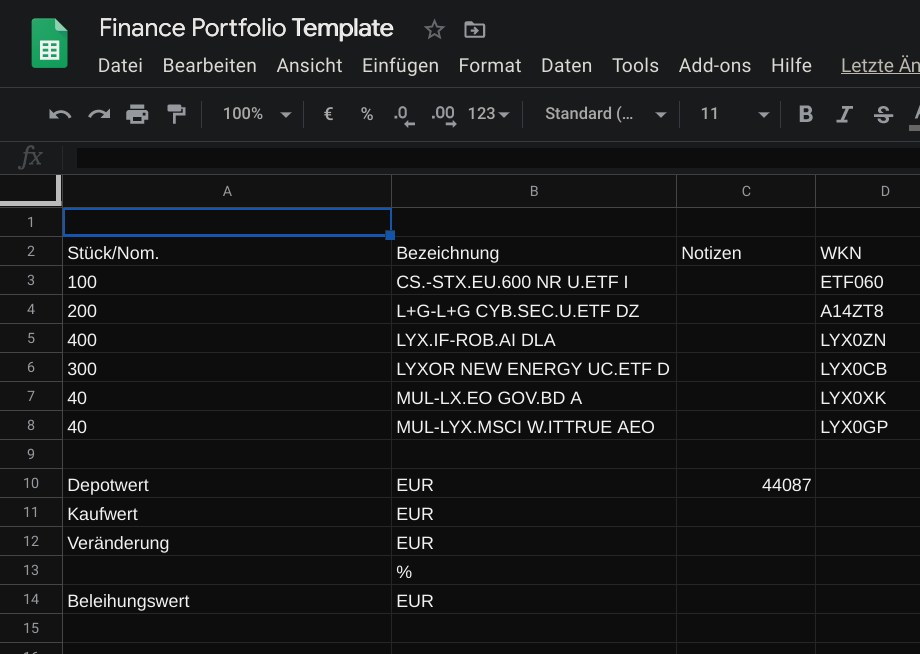 Finance Portfolio Template
Datei Bearbeiten Ansicht Einfügen Format Daten Tools Add-ons Hilfe Letzte Än
100% € % .0 .00 123 Standard (... 11 B I S A
fx
A B C D
1
2 Stück/Nom. Bezeichnung Notizen WKN
3 100 CS.-STX.EU.600 NR U.ETF I ETF060
4 200 L+G-L+G CYB.SEC.U.ETF DZ A14ZT8
5 400 LYX.IF-ROB.AI DLA LYX0ZN
6 300 LYXOR NEW ENERGY UC.ETF D LYX0CB
7 40 MUL-LX.EO GOV.BD A LYX0XK
8 40 MUL-LYX.MSCI W.ITTRUE AEO LYX0GP
9
10 Depotwert EUR 44087
11 Kaufwert EUR
12 Veränderung EUR
13 %
14 Beleihungswert EUR
15